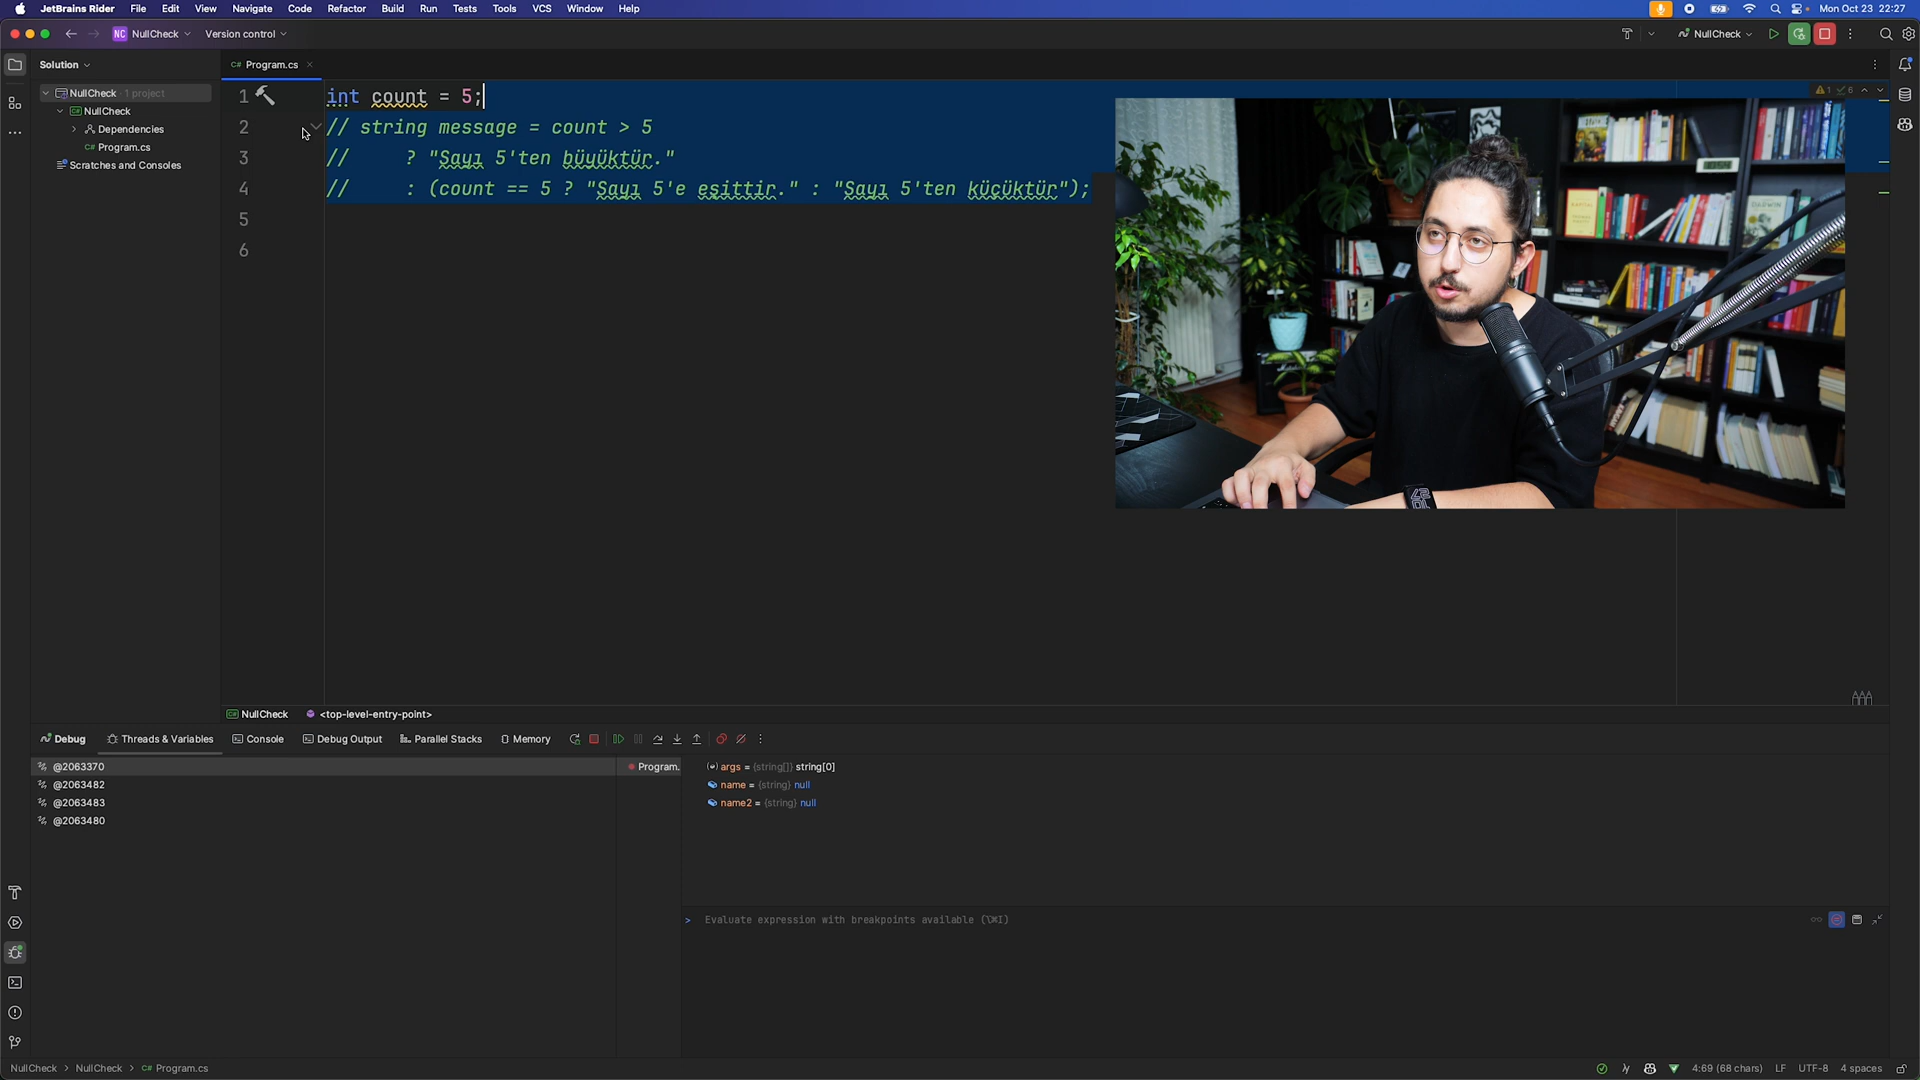 JetBrains Rider File Edit View Navigate Code Refactor Build Run Tests Tools VCS Window Help Mon Oct 23 22:27
NC NullCheck Version control NullCheck
Solution C# Program.cs
NullCheck · 1 project
NullCheck
Dependencies
C# Program.cs
Scratches and Consoles
1 int count = 5;
2 // string message = count > 5
3 // ? "Sayı 5'ten büyüktür."
4 // : (count == 5 ? "Sayı 5'e eşittir." : "Sayı 5'ten küçüktür");
5
6
1 6
C# NullCheck <top-level-entry-point>
Debug Threads & Variables Console Debug Output Parallel Stacks Memory
@2063370 Program. args = {string[]} string[0]
@2063482 name = {string} null
@2063483 name2 = {string} null
@2063480
> Evaluate expression with breakpoints available (⌥⌘I)
NullCheck > NullCheck > C# Program.cs 4:69 (68 chars) LF UTF-8 4 spaces